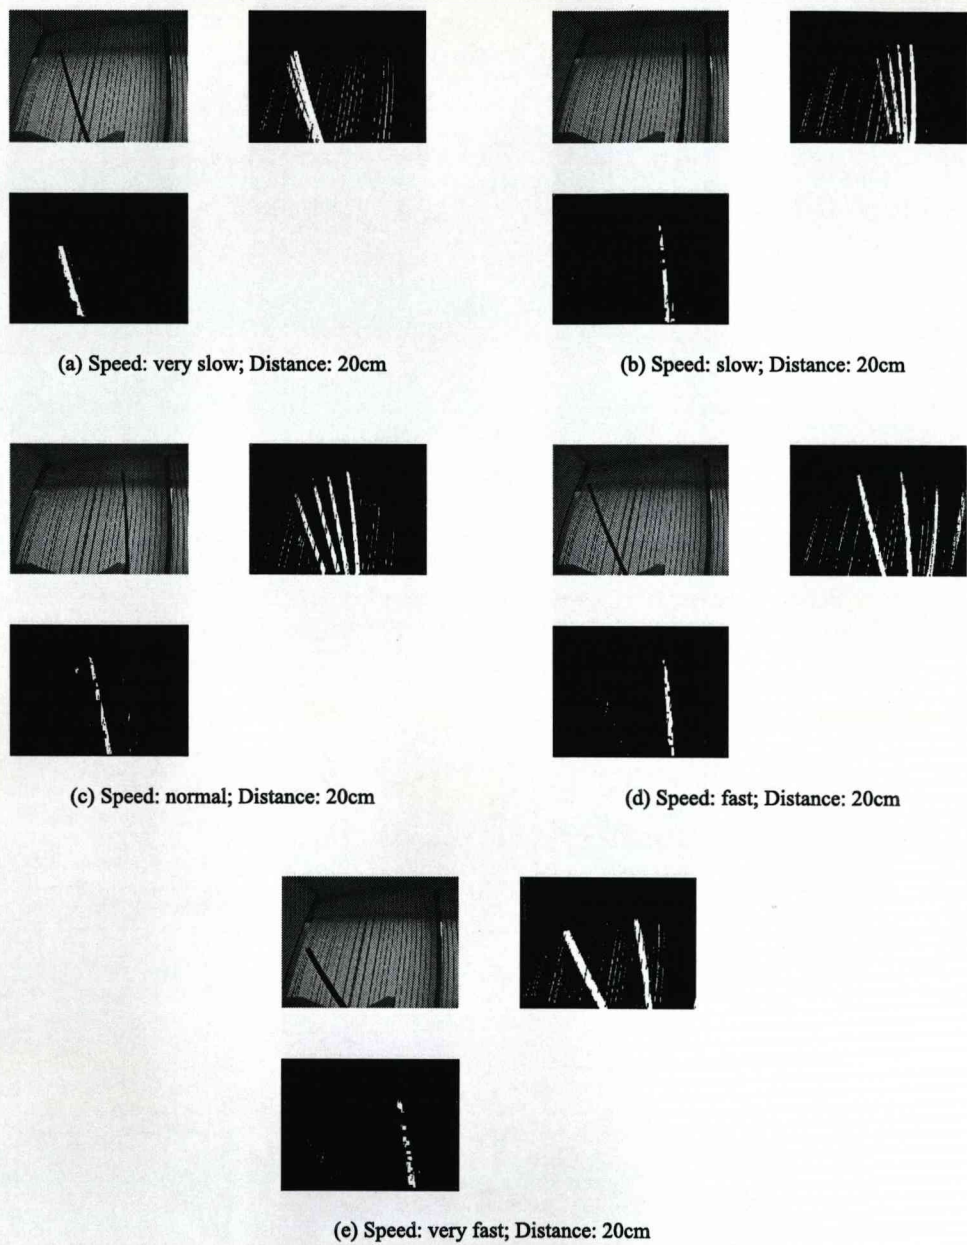 (a) Speed: very slow; Distance: 20cm
(b) Speed: slow; Distance: 20cm
(c) Speed: normal; Distance: 20cm
(d) Speed: fast; Distance: 20cm
(e) Speed: very fast; Distance: 20cm